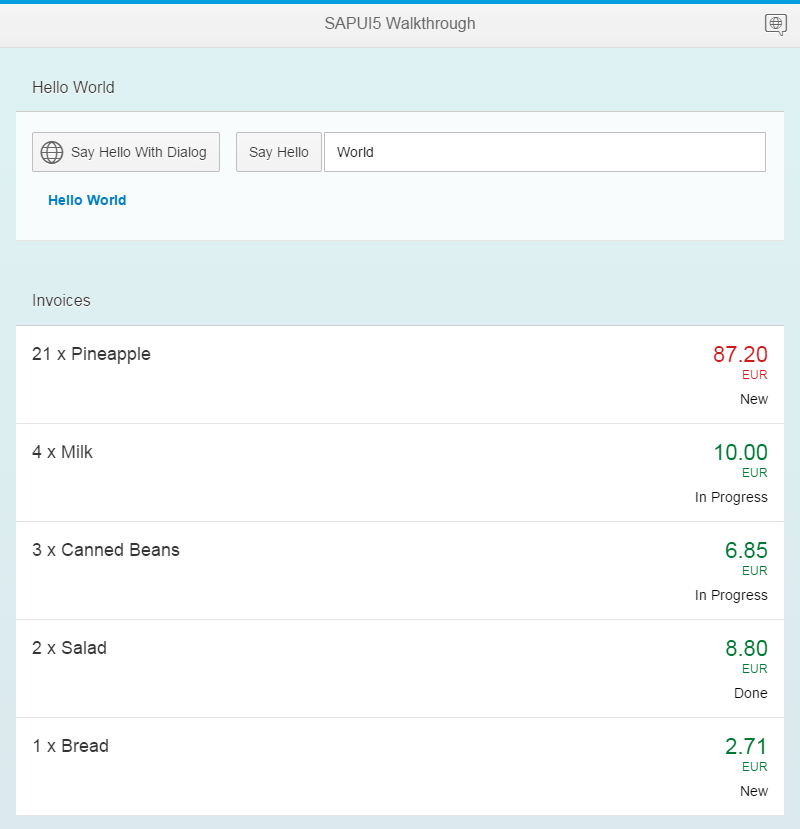 SAPUI5 Walkthrough
Hello World
Say Hello With Dialog
Say Hello
World
Hello World
Invoices
21 x Pineapple
87.20
EUR
New
4 x Milk
10.00
EUR
In Progress
3 x Canned Beans
6.85
EUR
In Progress
2 x Salad
8.80
EUR
Done
1 x Bread
2.71
EUR
New